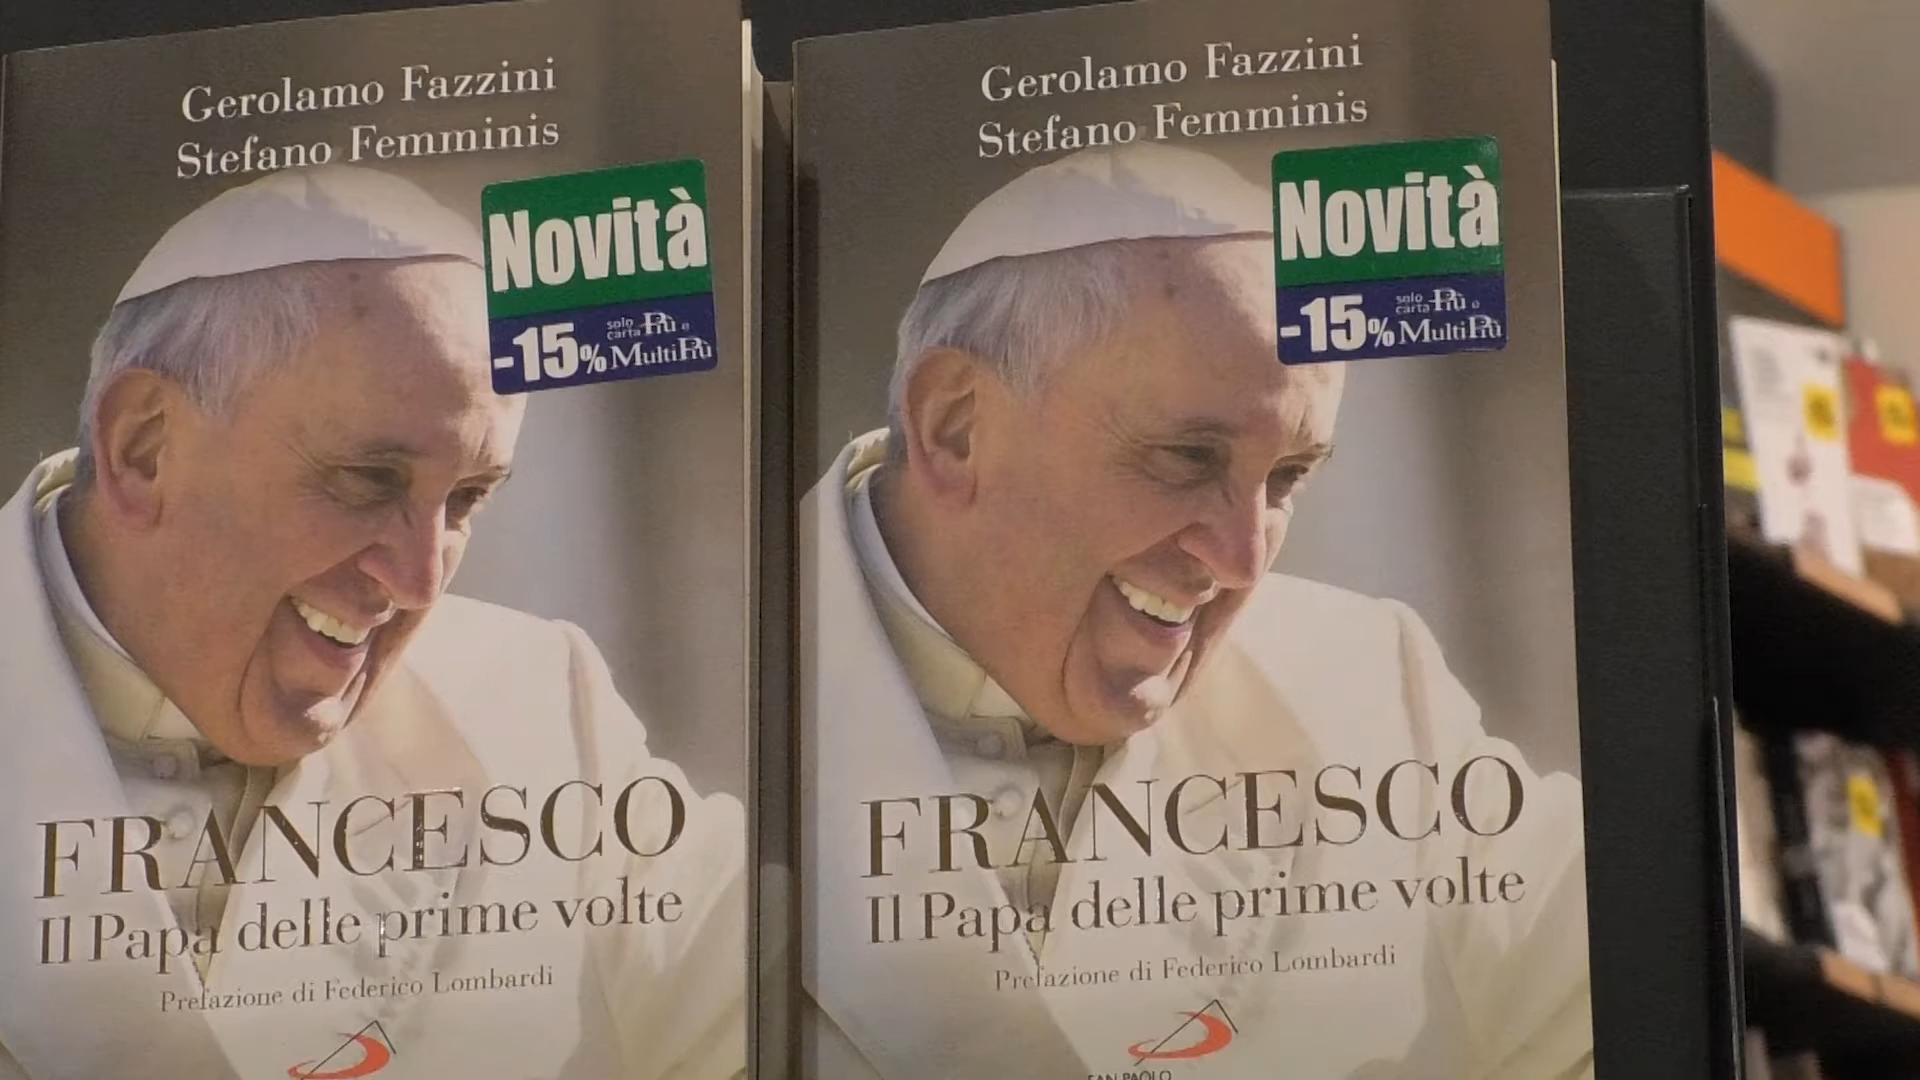 Gerolamo Fazzini
Stefano Femminis
Novità
-15% solo carta Più o MultiPiù
FRANCESCO
Il Papa delle prime volte
Prefazione di Federico Lombardi
Gerolamo Fazzini
Stefano Femminis
Novità
-15% solo carta Più o MultiPiù
FRANCESCO
Il Papa delle prime volte
Prefazione di Federico Lombardi
SAN PAOLO